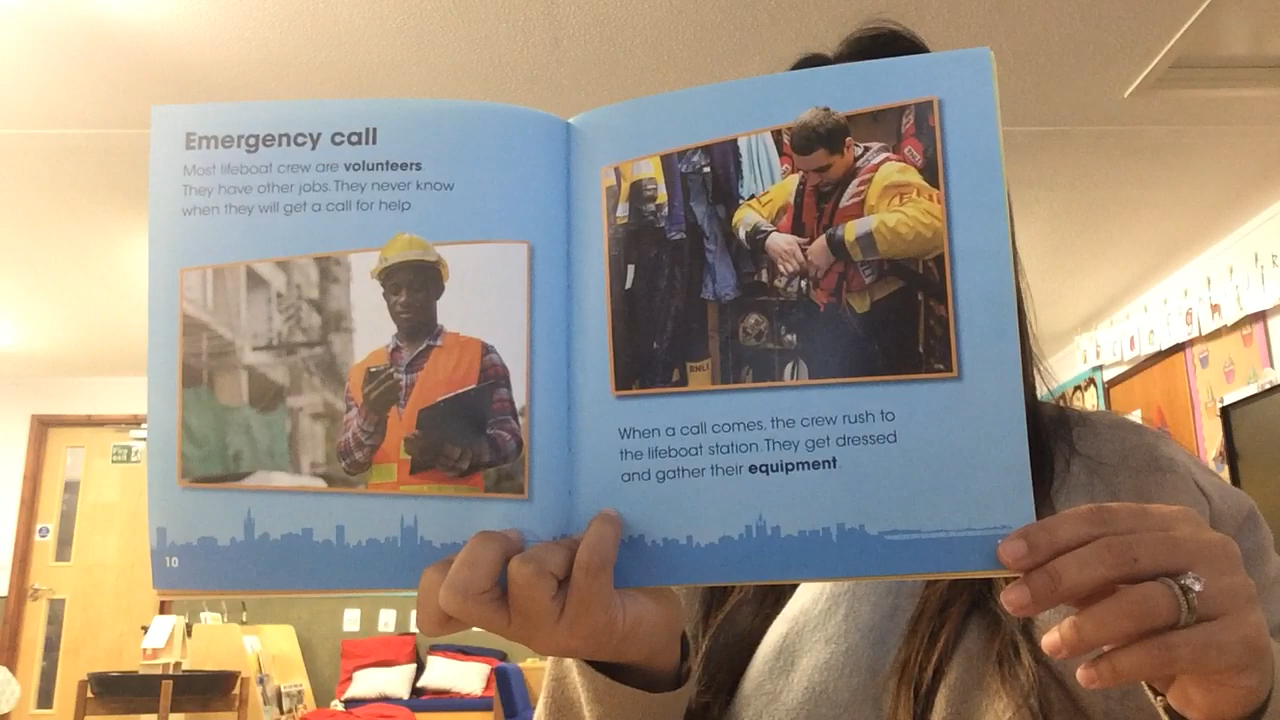 Emergency call
Most lifeboat crew are volunteers.
They have other jobs. They never know
when they will get a call for help.
RNLI
When a call comes, the crew rush to
the lifeboat station. They get dressed
and gather their equipment.
10
Fire
exit